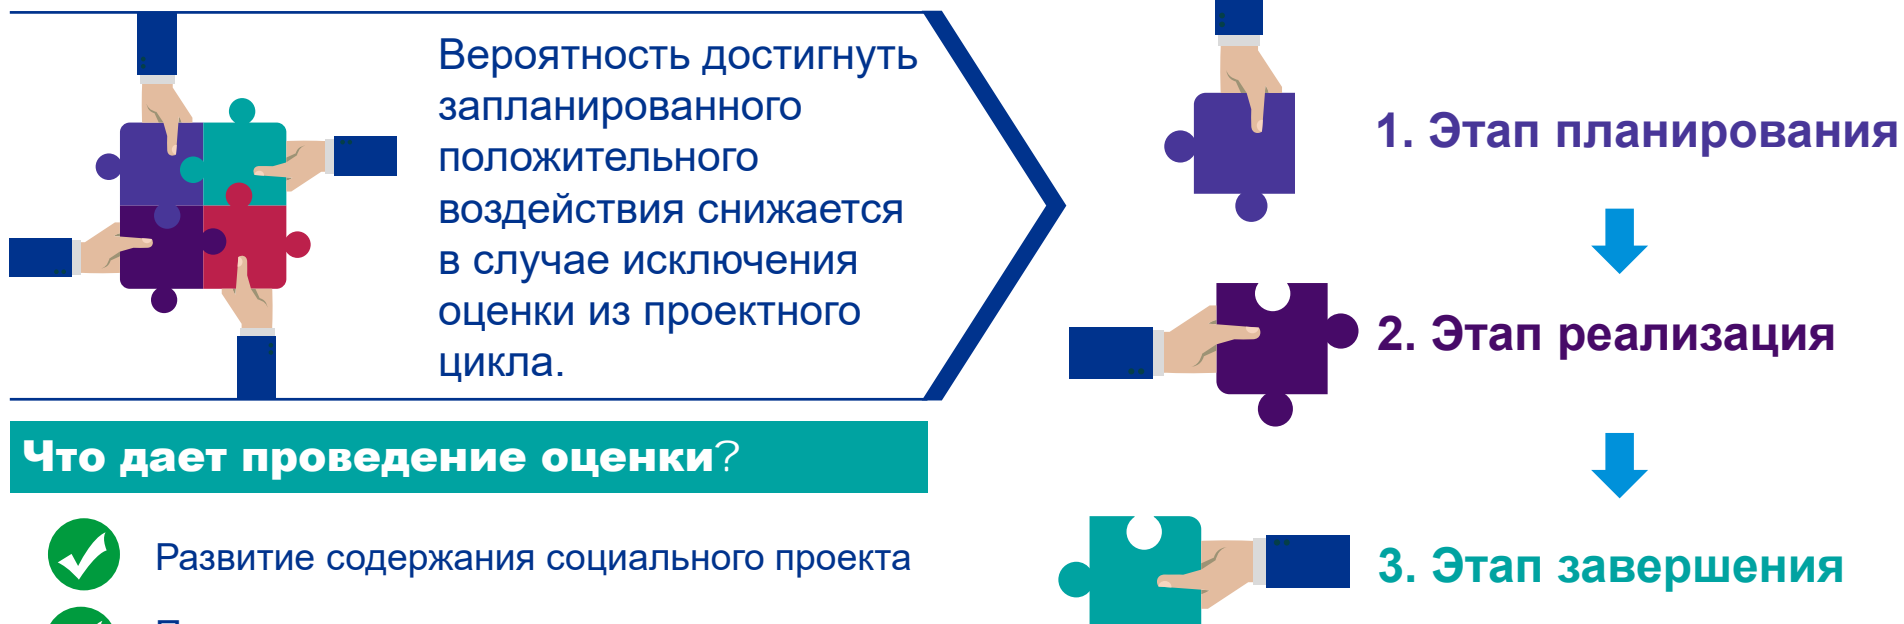 Вероятность достигнуть
запланированного
положительного
воздействия снижается
в случае исключения
оценки из проектного
цикла.
Что дает проведение оценки?
Развитие содержания социального проекта
1. Этап планирования
2. Этап реализация
3. Этап завершения